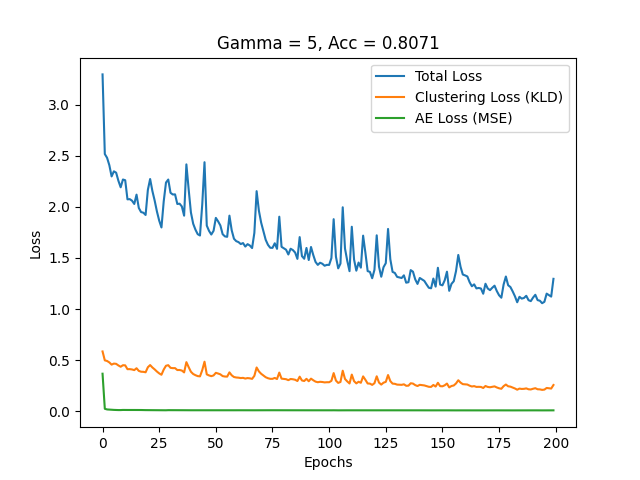 Gamma = 5, Acc = 0.8071
Total Loss
Clustering Loss (KLD)
AE Loss (MSE)
Loss
3.0
2.5
2.0
1.5
1.0
0.5
0.0
0 25 50 75 100 125 150 175 200
Epochs